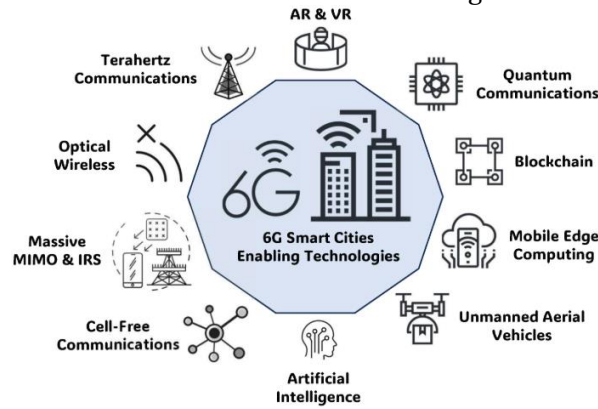 AR & VR
Terahertz
Communications
Quantum
Communications
Optical
Wireless
Blockchain
6G
6G Smart Cities
Enabling Technologies
Massive
MIMO & IRS
Mobile Edge
Computing
Cell-Free
Communications
Unmanned Aerial
Vehicles
Artificial
Intelligence